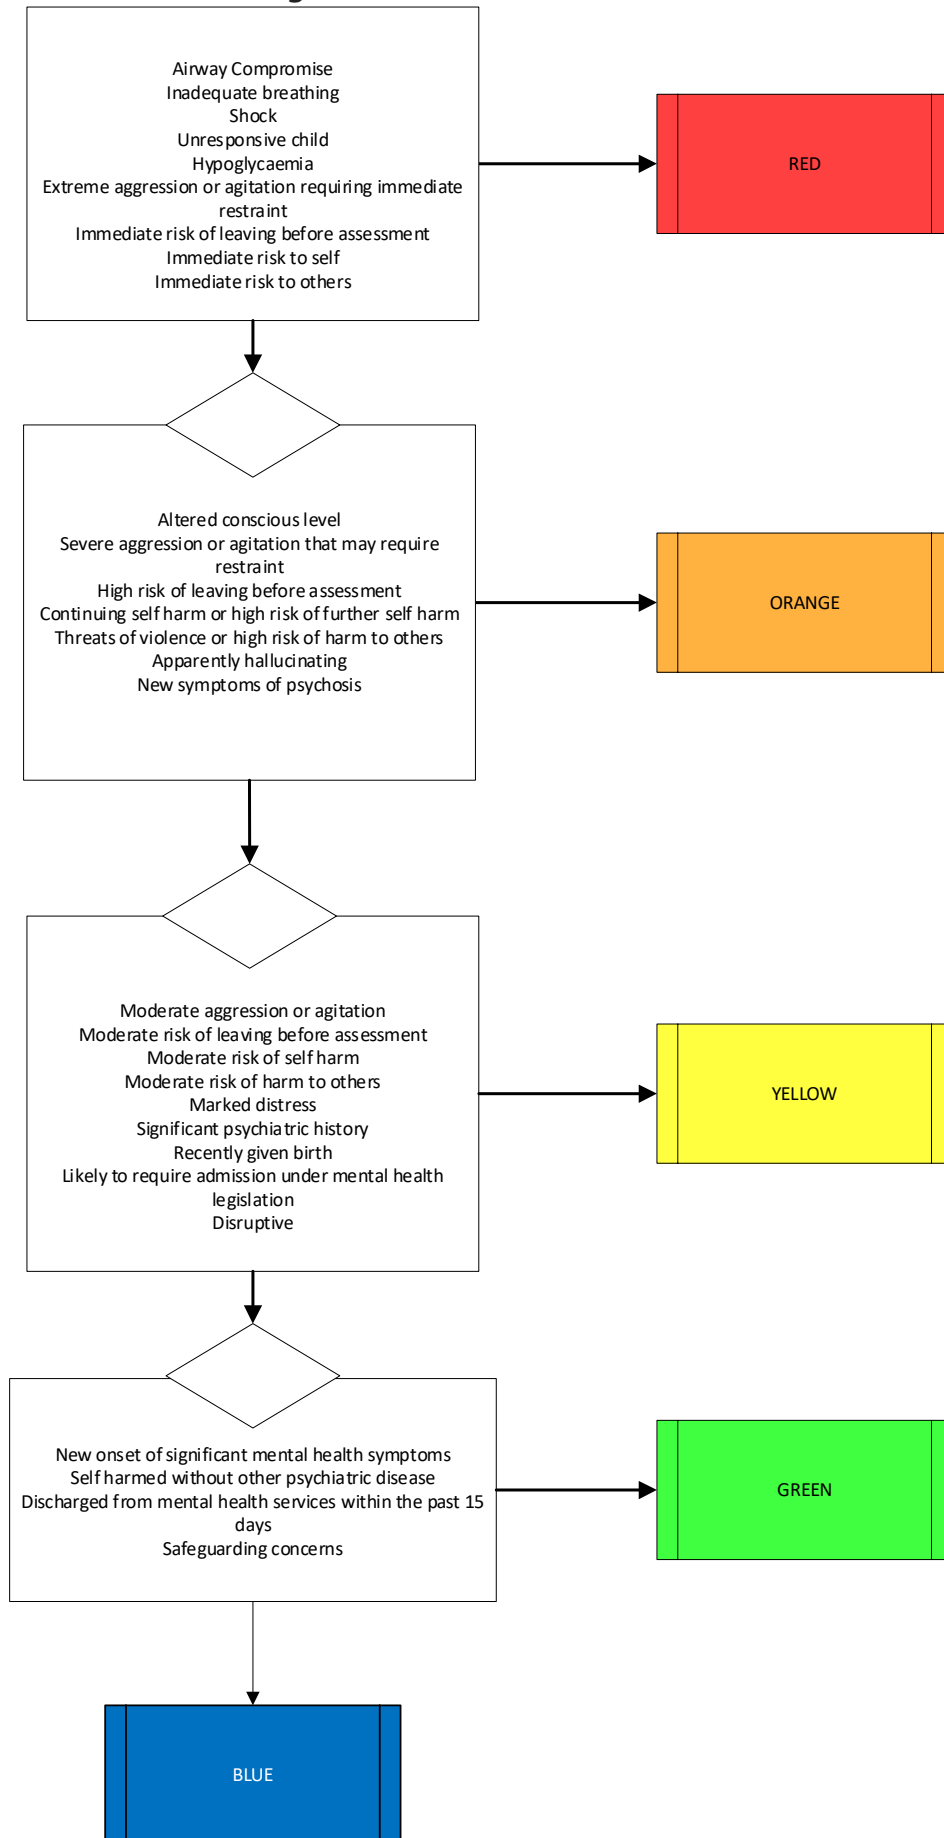 Airway Compromise
Inadequate breathing
Shock
Unresponsive child
Hypoglycaemia
Extreme aggression or agitation requiring immediate
restraint
Immediate risk of leaving before assessment
Immediate risk to self
Immediate risk to others
RED
Altered conscious level
Severe aggression or agitation that may require
restraint
High risk of leaving before assessment
Continuing self harm or high risk of further self harm
Threats of violence or high risk of harm to others
Apparently hallucinating
New symptoms of psychosis
ORANGE
Moderate aggression or agitation
Moderate risk of leaving before assessment
Moderate risk of self harm
Moderate risk of harm to others
Marked distress
Significant psychiatric history
Recently given birth
Likely to require admission under mental health
legislation
Disruptive
YELLOW
New onset of significant mental health symptoms
Self harmed without other psychiatric disease
Discharged from mental health services within the past 15
days
Safeguarding concerns
GREEN
BLUE